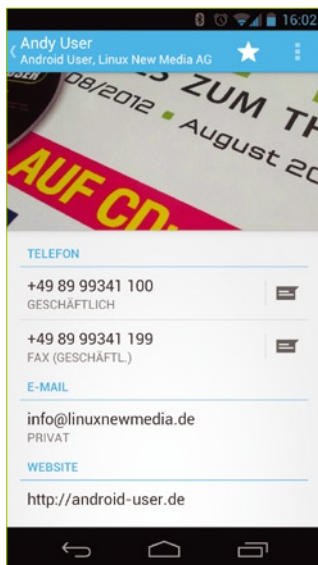 16:02
Andy User
Android User, Linux New Media AG
USER
08/2012 • August 20
S ZUM TH
AUF CD
TELEFON
+49 89 99341 100
GESCHÄFTLICH
+49 89 99341 199
FAX (GESCHÄFTL.)
E-MAIL
info@linuxnewmedia.de
PRIVAT
WEBSITE
http://android-user.de